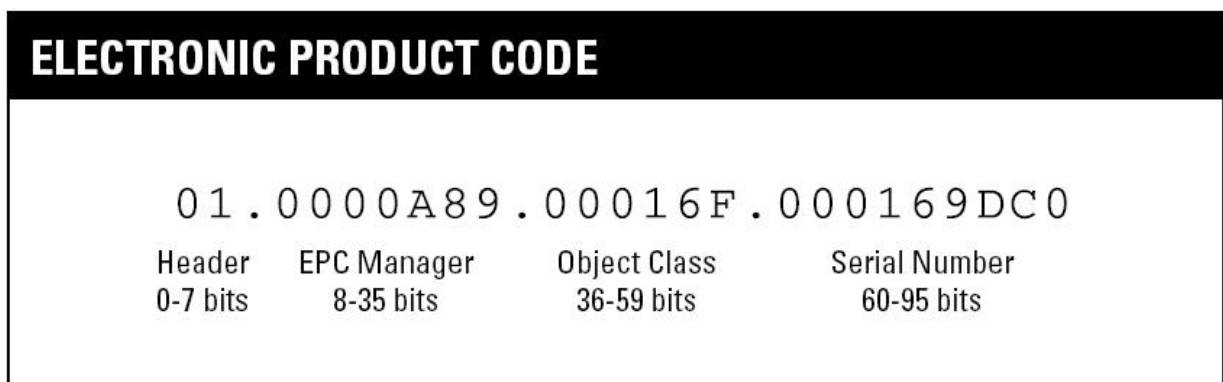 ELECTRONIC PRODUCT CODE
01.0000A89.00016F.000169DC0
Header EPC Manager Object Class Serial Number
0-7 bits 8-35 bits 36-59 bits 60-95 bits